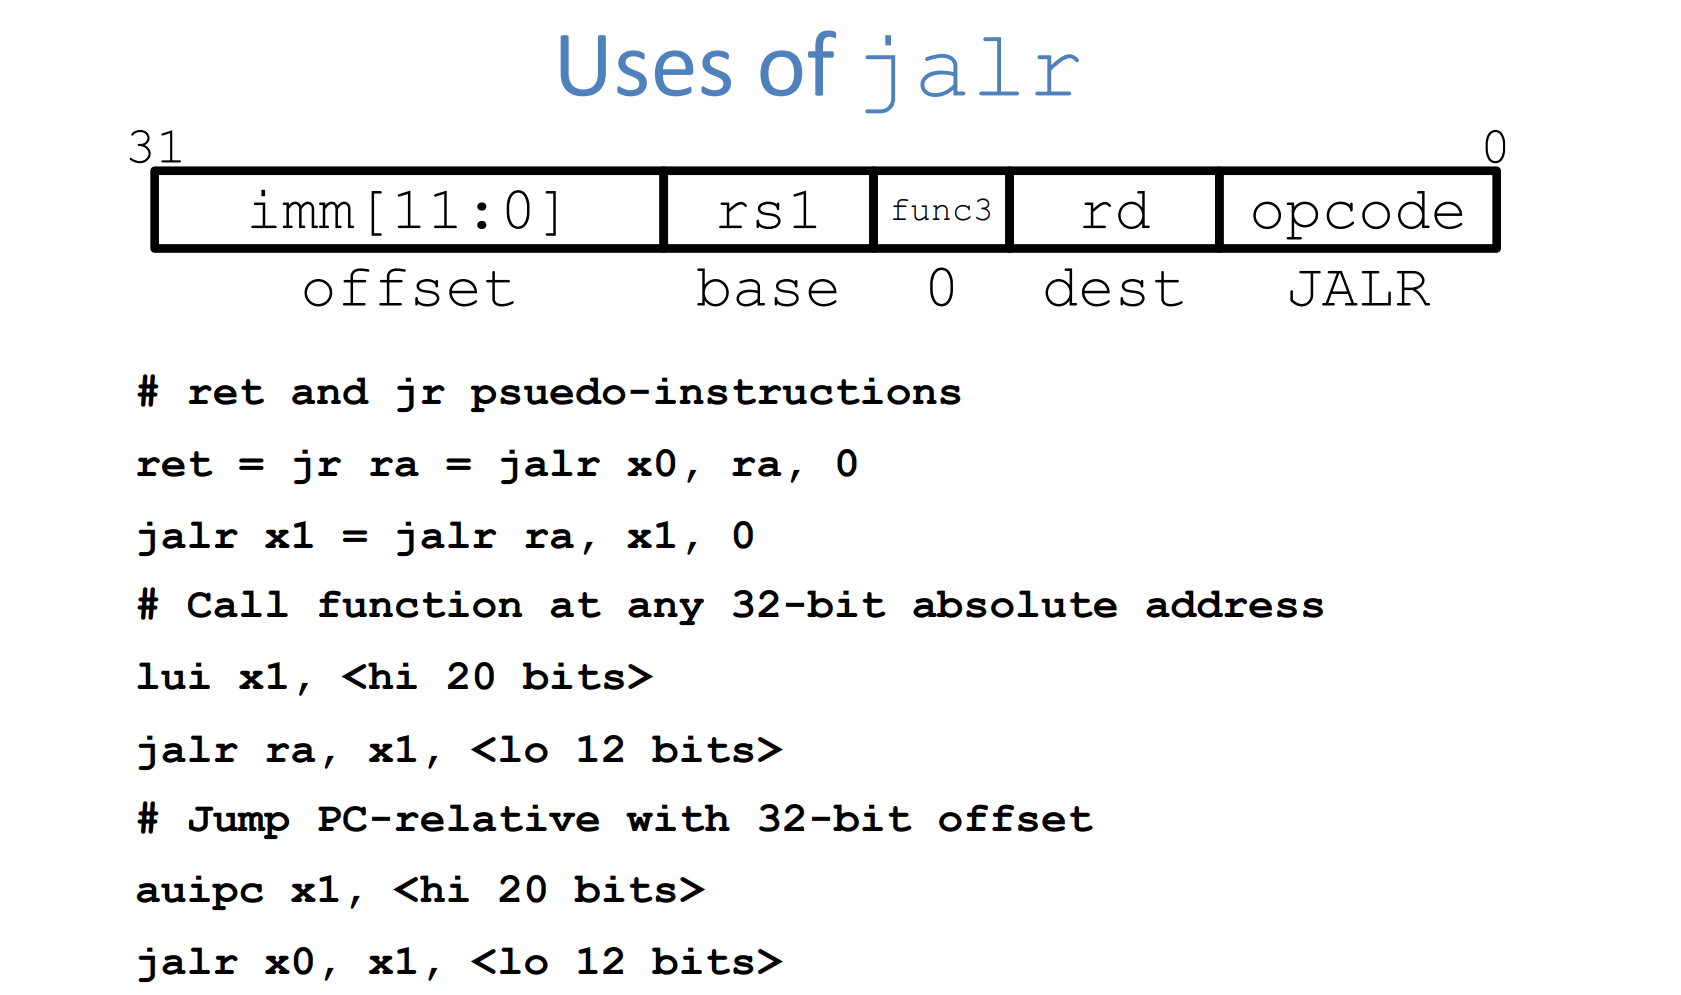 Uses of jalr
31 0
imm[11:0] rs1 func3 rd opcode
offset base 0 dest JALR
# ret and jr psuedo-instructions
ret = jr ra = jalr x0, ra, 0
jalr x1 = jalr ra, x1, 0
# Call function at any 32-bit absolute address
lui x1, <hi 20 bits>
jalr ra, x1, <lo 12 bits>
# Jump PC-relative with 32-bit offset
auipc x1, <hi 20 bits>
jalr x0, x1, <lo 12 bits>